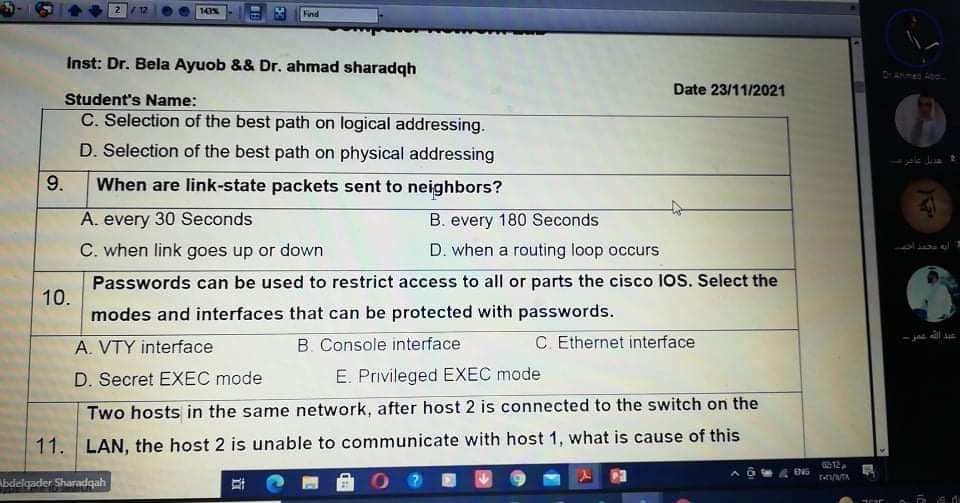 2 / 12
143%
Find
Inst: Dr. Bela Ayuob && Dr. ahmad sharadqh
Date 23/11/2021
Student's Name:
C. Selection of the best path on logical addressing.
D. Selection of the best path on physical addressing
9. When are link-state packets sent to neighbors?
A. every 30 Seconds B. every 180 Seconds
C. when link goes up or down D. when a routing loop occurs
10. Passwords can be used to restrict access to all or parts the cisco IOS. Select the
modes and interfaces that can be protected with passwords.
A. VTY interface B. Console interface C. Ethernet interface
D. Secret EXEC mode E. Privileged EXEC mode
Two hosts in the same network, after host 2 is connected to the switch on the
11. LAN, the host 2 is unable to communicate with host 1, what is cause of this
Abdelqader Sharadqah
ENG
Dr.Ahmed
هديل عامر
ايه محمد احمد
عبد الله عمر